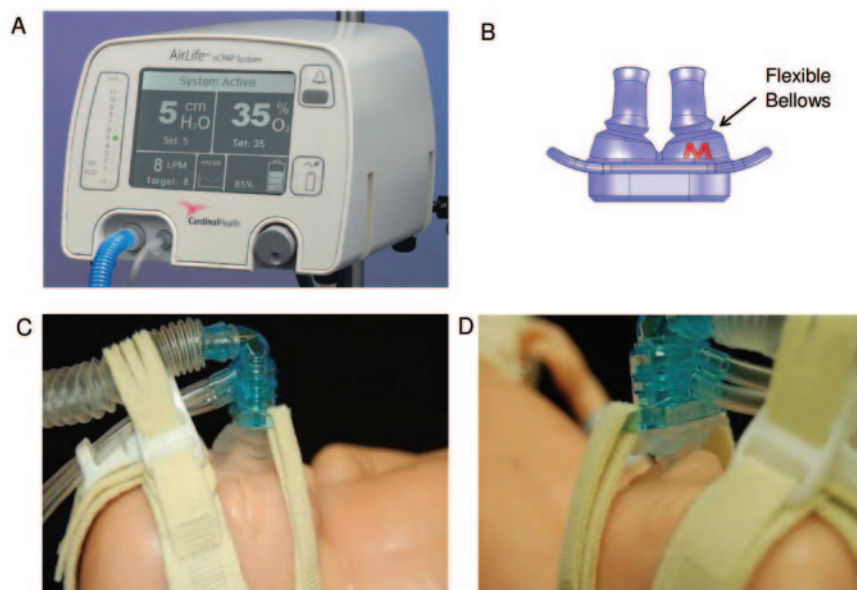 A
AirLife™ nCPAP System
System Active
5 cm H₂O
Set: 5
35 % O₂
Set: 35
8 LPM
Target: 8
85%
CardinalHealth
B
Flexible
Bellows
M
C
D